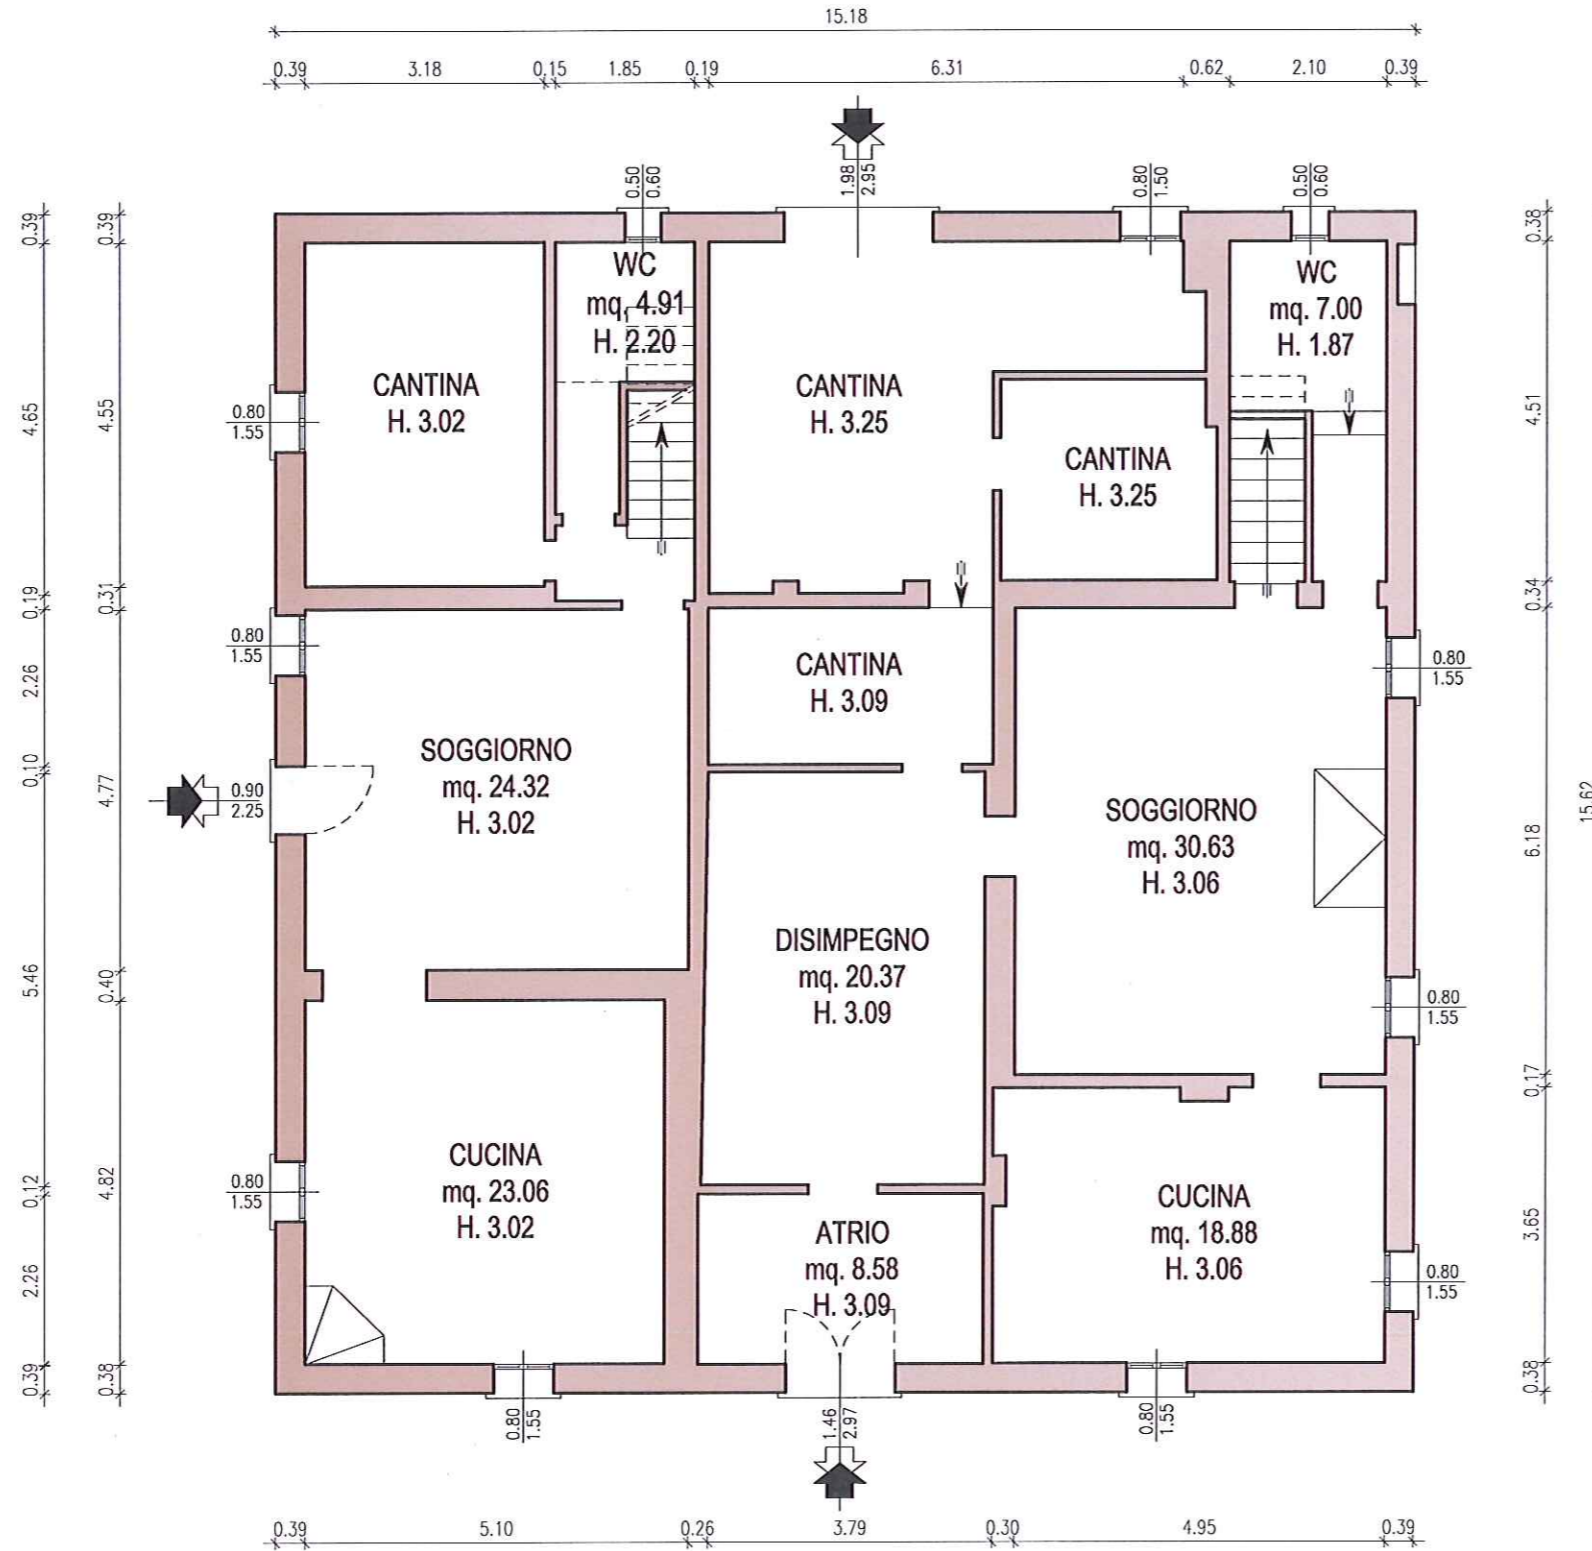 15.18
0.39 3.18 0.15 1.85 0.19 6.31 0.62 2.10 0.39
0.50 0.60
1.98 2.95
0.80 1.50
0.50 0.60
0.39
4.65
0.19
2.26
0.10
5.46
0.12
2.26
0.39
0.39
4.55
0.31
4.77
0.40
4.82
0.38
WC
mq. 4.91
H. 2.20
WC
mq. 7.00
H. 1.87
CANTINA
H. 3.02
CANTINA
H. 3.25
CANTINA
H. 3.25
0.80
1.55
0.80
1.55
CANTINA
H. 3.09
0.80
1.55
SOGGIORNO
mq. 24.32
H. 3.02
0.90
2.25
SOGGIORNO
mq. 30.63
H. 3.06
DISIMPEGNO
mq. 20.37
H. 3.09
0.80
1.55
CUCINA
mq. 23.06
H. 3.02
0.80
1.55
CUCINA
mq. 18.88
H. 3.06
ATRIO
mq. 8.58
H. 3.09
0.80
1.55
0.80 1.55
1.46 2.97
0.80 1.55
0.38
4.51
0.34
6.18
0.17
3.65
0.38
15.62
0.39 5.10 0.26 3.79 0.30 4.95 0.39